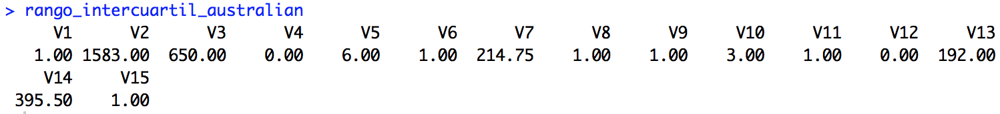 > rango_intercuartil_australian
V1 V2 V3 V4 V5 V6 V7 V8 V9 V10 V11 V12 V13
1.00 1583.00 650.00 0.00 6.00 1.00 214.75 1.00 1.00 3.00 1.00 0.00 192.00
V14 V15
395.50 1.00